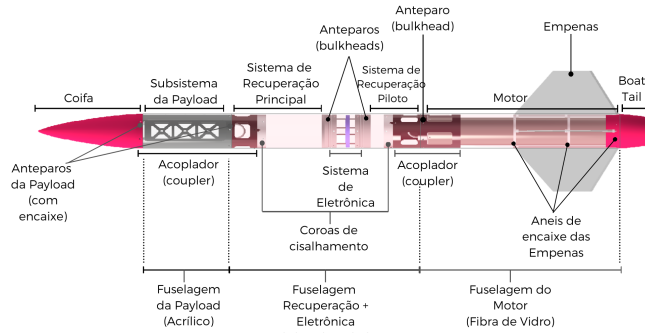 Anteparo
(bulkhead)
Empenas
Anteparos
(bulkheads)
Coifa
Subsistema
da Payload
Sistema de
Recuperação
Principal
Sistema de
Recuperação
Piloto
Motor
Boat
Tail
Anteparos
da Payload
(com
encaixe)
Acoplador
(coupler)
Sistema
de
Eletrônica
Acoplador
(coupler)
Coroas de
cisalhamento
Aneis de
encaixe das
Empenas
Fuselagem
da Payload
(Acrílico)
Fuselagem
Recuperação +
Eletrônica
Fuselagem do
Motor
(Fibra de Vidro)